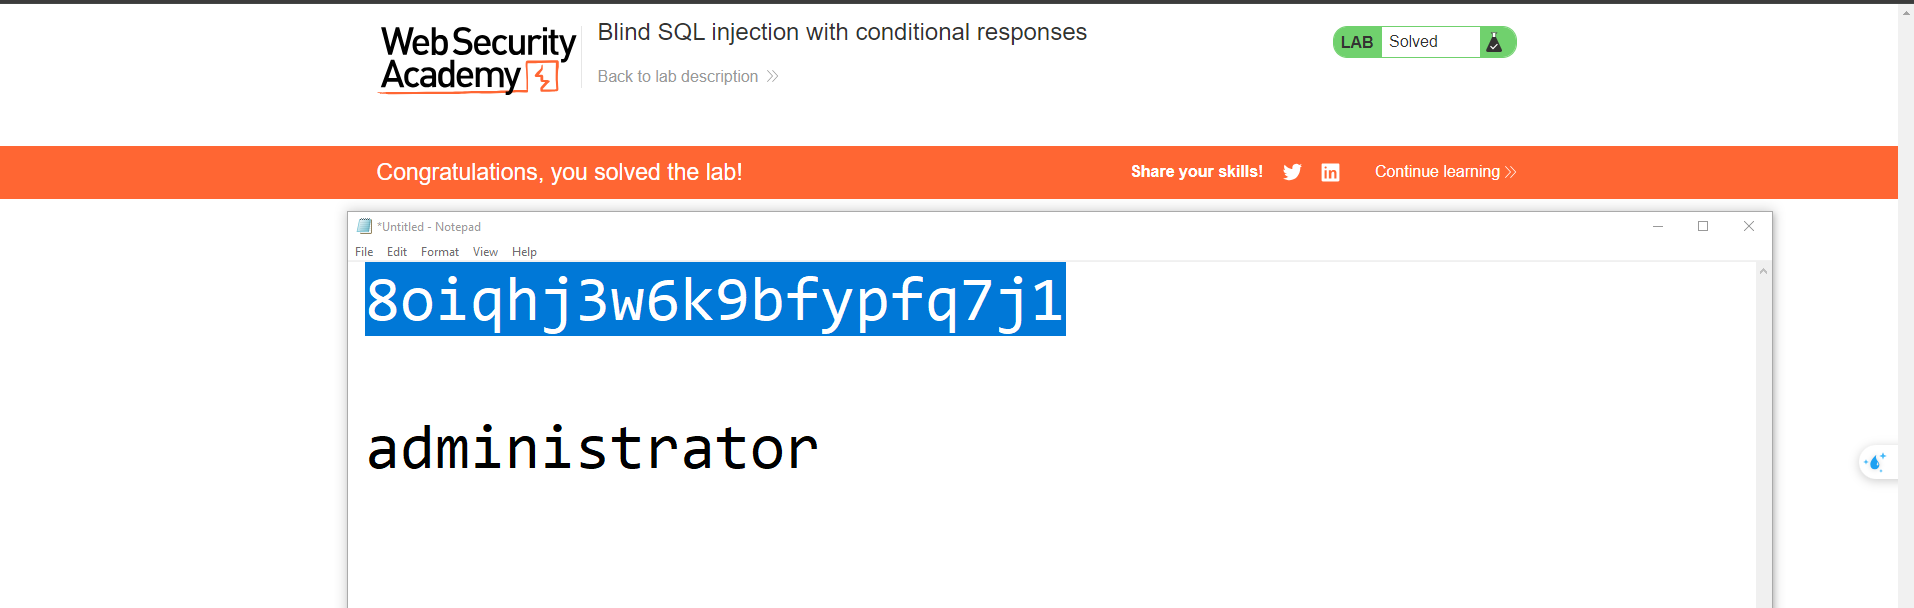 Web Security
Academy
Blind SQL injection with conditional responses
Back to lab description
LAB Solved
Congratulations, you solved the lab!
Share your skills!
Continue learning
*Untitled - Notepad
File Edit Format View Help
8oiqhj3w6k9bfypfq7j1
administrator